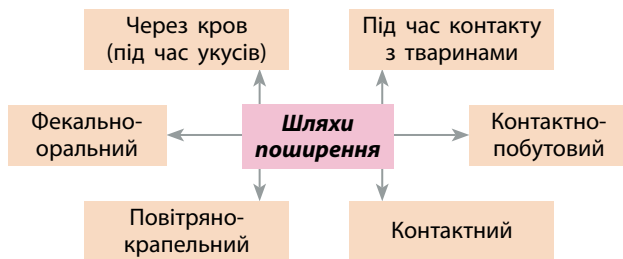 Через кров
(під час укусів)
Під час контакту
з тваринами
Фекально-
оральний
Шляхи
поширення
Контактно-
побутовий
Повітряно-
крапельний
Контактний